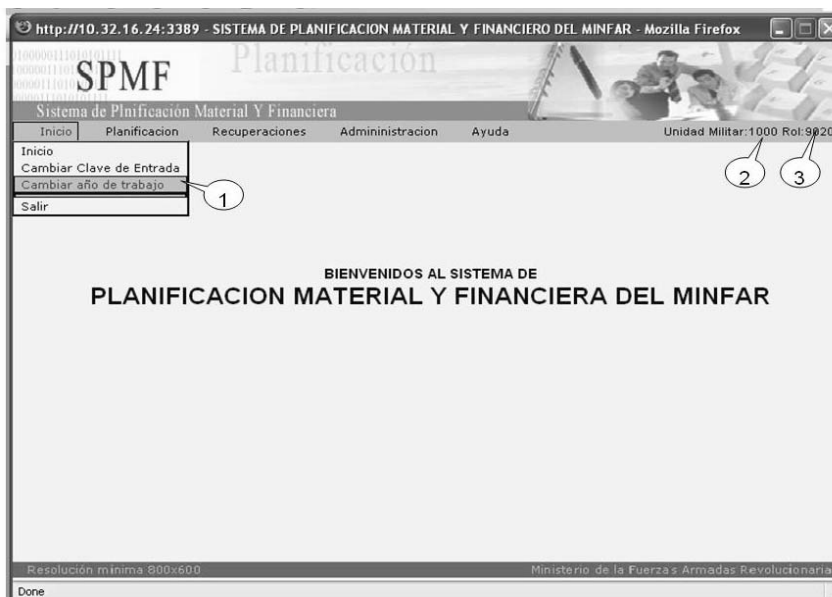 http://10.32.16.24:3389 - SISTEMA DE PLANIFICACION MATERIAL Y FINANCIERO DEL MINFAR - Mozilla Firefox
Planificación
SPMF
Sistema de Plnificación Material Y Financiera
Inicio Planificacion Recuperaciones Admininistracion Ayuda Unidad Militar:1000 Rol:9020
Inicio
Cambiar Clave de Entrada
Cambiar año de trabajo
Salir
1
2
3
BIENVENIDOS AL SISTEMA DE
PLANIFICACION MATERIAL Y FINANCIERA DEL MINFAR
Resolución mínima 800x600 Ministerio de la Fuerzas Armadas Revolucionaria
Done